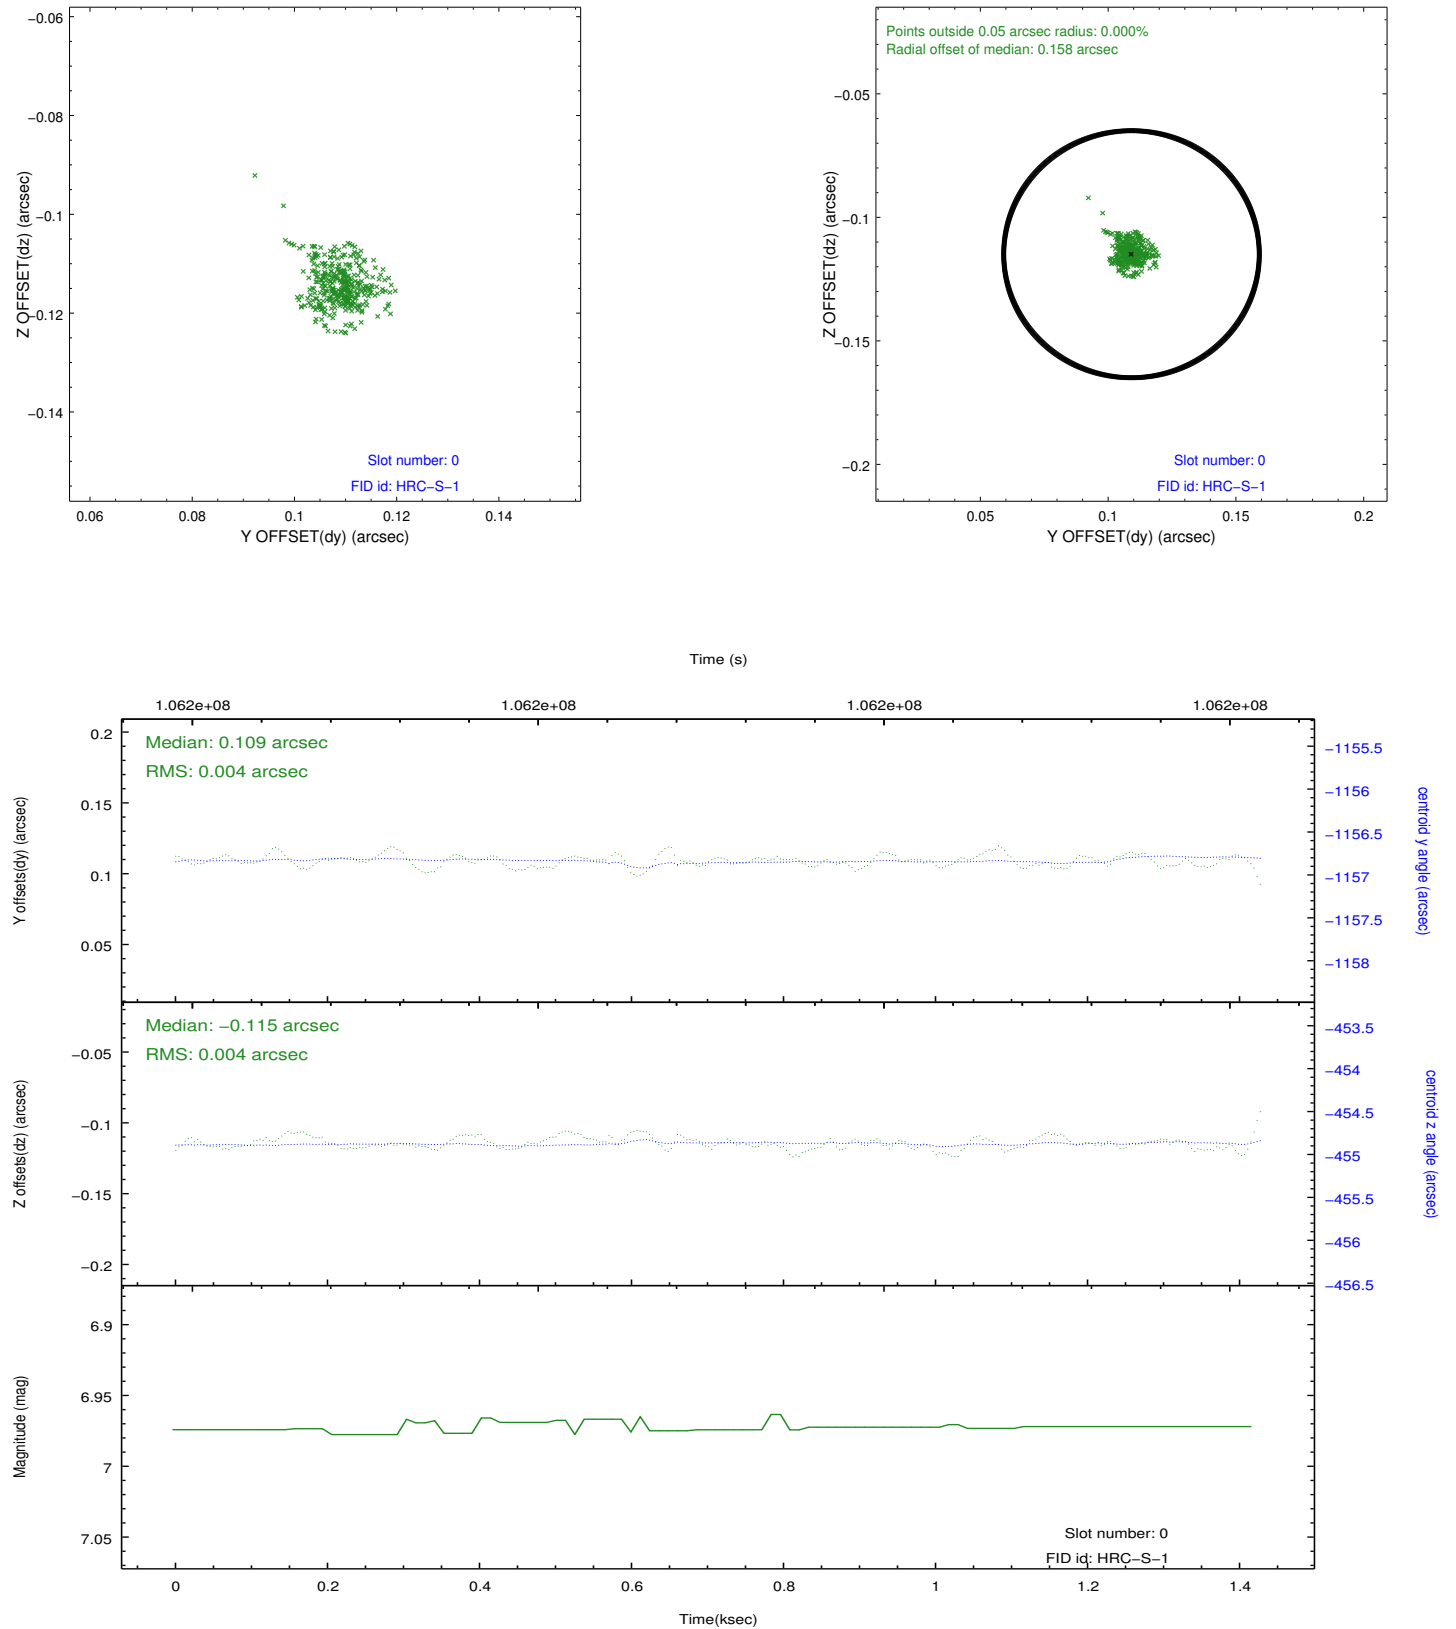 −0.06
−0.08
−0.1
−0.12
−0.14
Z OFFSET(dz) (arcsec)
Slot number: 0
FID id: HRC−S−1
0.06
0.08
0.1
0.12
0.14
Y OFFSET(dy) (arcsec)
Points outside 0.05 arcsec radius: 0.000%
Radial offset of median: 0.158 arcsec
−0.05
−0.1
−0.15
−0.2
Z OFFSET(dz) (arcsec)
Slot number: 0
FID id: HRC−S−1
0.05
0.1
0.15
0.2
Y OFFSET(dy) (arcsec)
Time (s)
1.062e+08
1.062e+08
1.062e+08
1.062e+08
Median: 0.109 arcsec
RMS: 0.004 arcsec
0.2
0.15
0.1
0.05
Y offsets(dy) (arcsec)
−1155.5
−1156
−1156.5
−1157
−1157.5
−1158
centroid y angle (arcsec)
Median: −0.115 arcsec
RMS: 0.004 arcsec
−0.05
−0.1
−0.15
−0.2
Z offsets(dz) (arcsec)
−453.5
−454
−454.5
−455
−455.5
−456
−456.5
centroid z angle (arcsec)
6.9
6.95
7
7.05
Magnitude (mag)
Slot number: 0
FID id: HRC−S−1
0
0.2
0.4
0.6
0.8
1
1.2
1.4
Time(ksec)